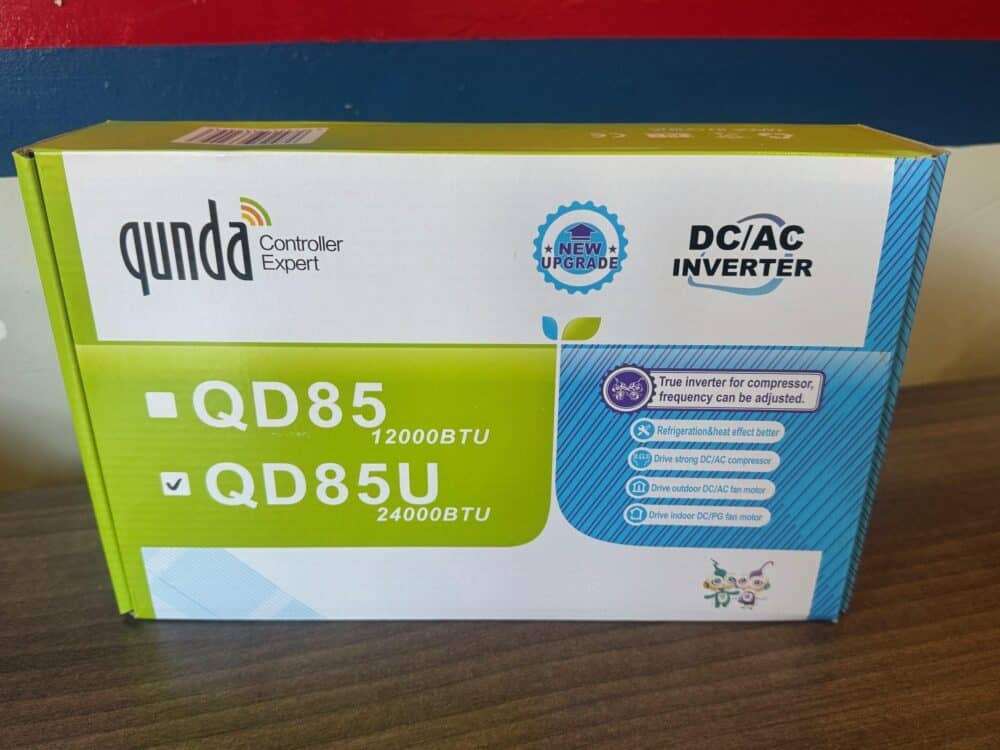 qunda
Controller
Expert
NEW
UPGRADE
DC/AC
INVERTER
QD85
12000BTU
QD85U
24000BTU
True inverter for compressor,
frequency can be adjusted.
Refrigeration&heat effect better
Drive strong DC/AC compressor
Drive outdoor DC/AC fan motor
Drive indoor DC/PG fan motor